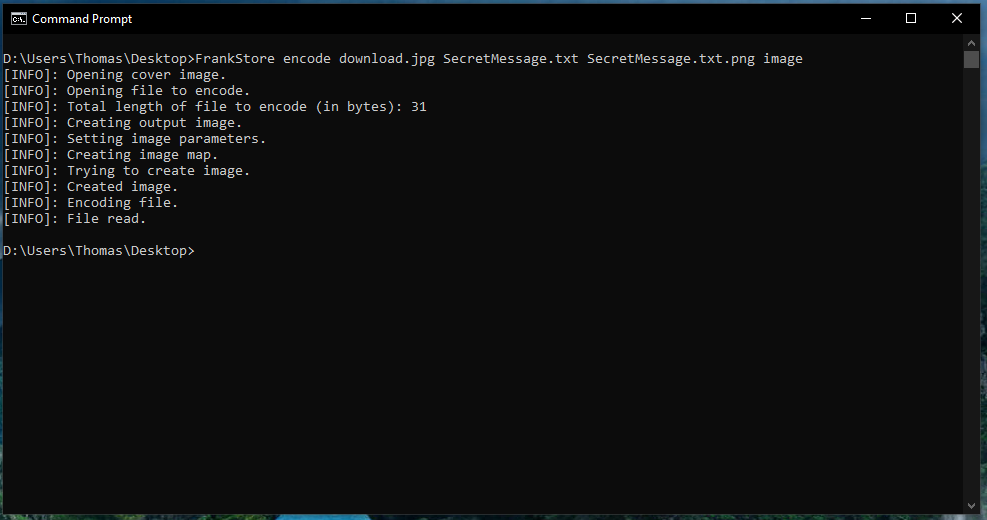 Command Prompt
D:\Users\Thomas\Desktop>FrankStore encode download.jpg SecretMessage.txt SecretMessage.txt.png image
[INFO]: Opening cover image.
[INFO]: Opening file to encode.
[INFO]: Total length of file to encode (in bytes): 31
[INFO]: Creating output image.
[INFO]: Setting image parameters.
[INFO]: Creating image map.
[INFO]: Trying to create image.
[INFO]: Created image.
[INFO]: Encoding file.
[INFO]: File read.
D:\Users\Thomas\Desktop>